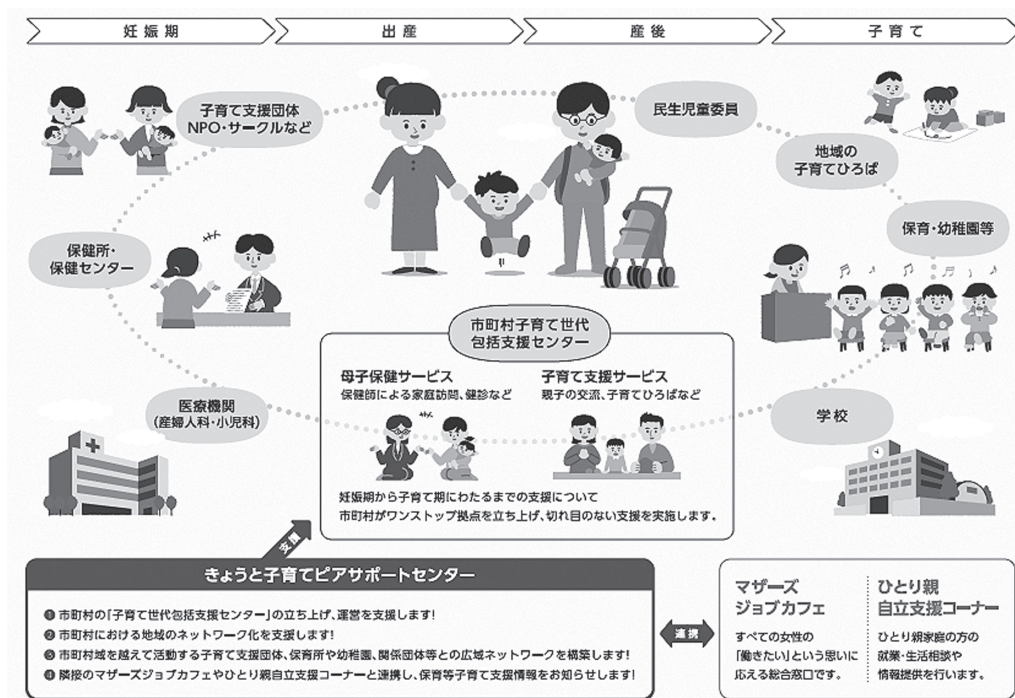 妊娠期
出産
産後
子育て
子育て支援団体
NPO・サークルなど
民生児童委員
地域の
子育てひろば
保健所・
保健センター
保育・幼稚園等
市町村子育て世代
包括支援センター
母子保健サービス
保健師による家庭訪問、健診など
子育て支援サービス
親子の交流、子育てひろばなど
医療機関
(産婦人科・小児科)
学校
妊娠期から子育て期にわたるまでの支援について
市町村がワンストップ拠点を立ち上げ、切れ目のない支援を実施します。
支援
きょうと子育てピアサポートセンター
❶ 市町村の「子育て世代包括支援センター」の立ち上げ、運営を支援します!
❷ 市町村における地域のネットワーク化を支援します!
❸ 市町村域を越えて活動する子育て支援団体、保育所や幼稚園、関係団体等との広域ネットワークを構築します!
❹ 隣接のマザーズジョブカフェやひとり親自立支援コーナーと連携し、保育等子育て支援情報をお知らせします!
連携
マザーズ
ジョブカフェ
すべての女性の
「働きたい」という思いに
応える総合窓口です。
ひとり親
自立支援コーナー
ひとり親家庭の方の
就業・生活相談や
情報提供を行います。